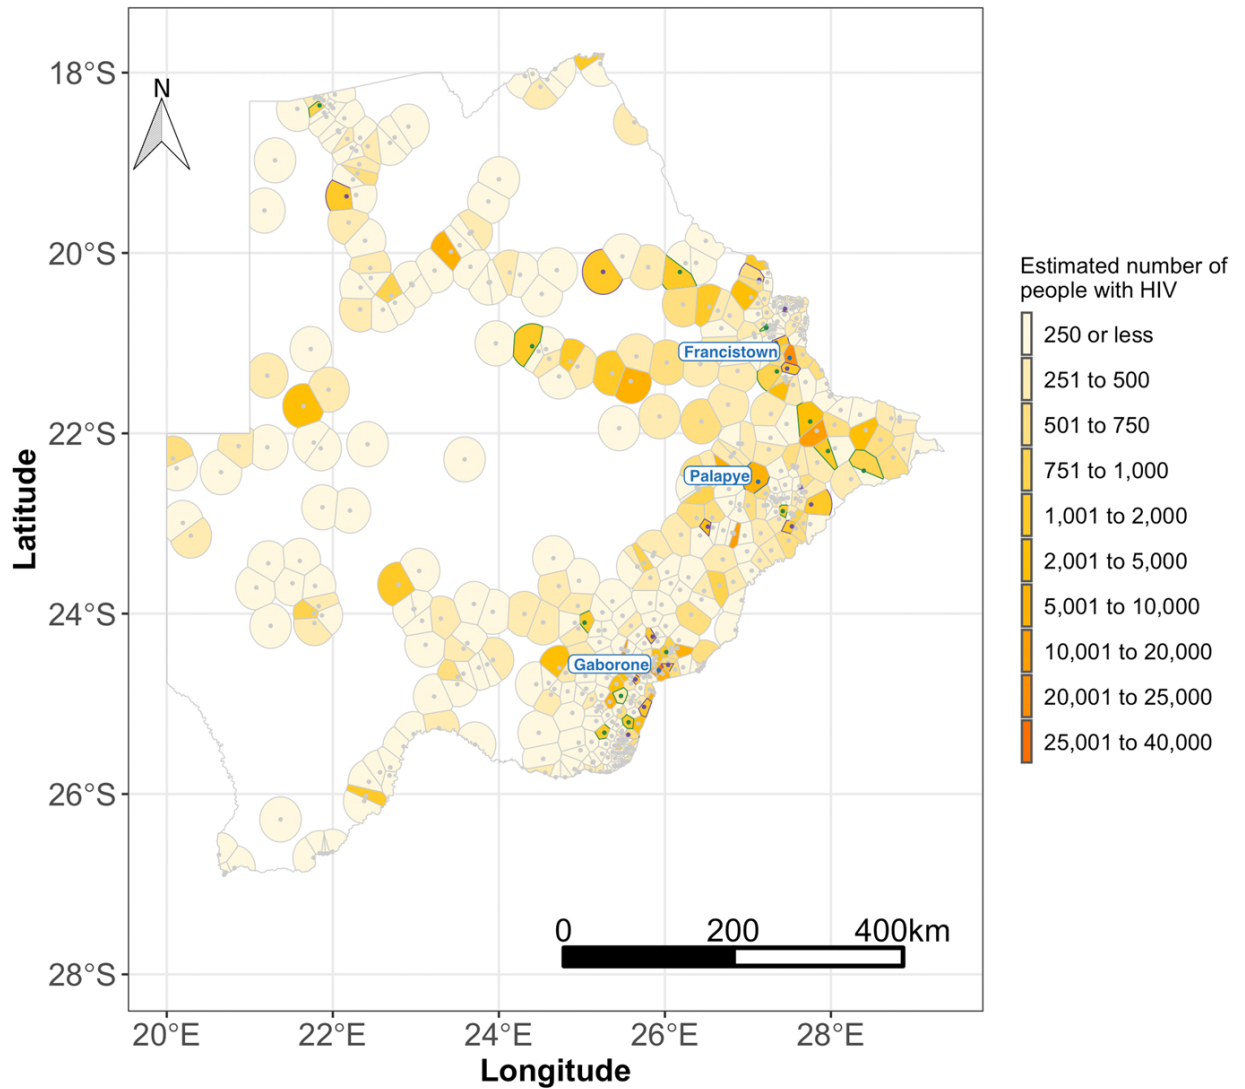 N
18°S
20°S
22°S
24°S
26°S
28°S
Latitude
Francistown
Palapye
Gaborone
0 200 400km
20°E 22°E 24°E 26°E 28°E
Longitude
Estimated number of
people with HIV
250 or less
251 to 500
501 to 750
751 to 1,000
1,001 to 2,000
2,001 to 5,000
5,001 to 10,000
10,001 to 20,000
20,001 to 25,000
25,001 to 40,000